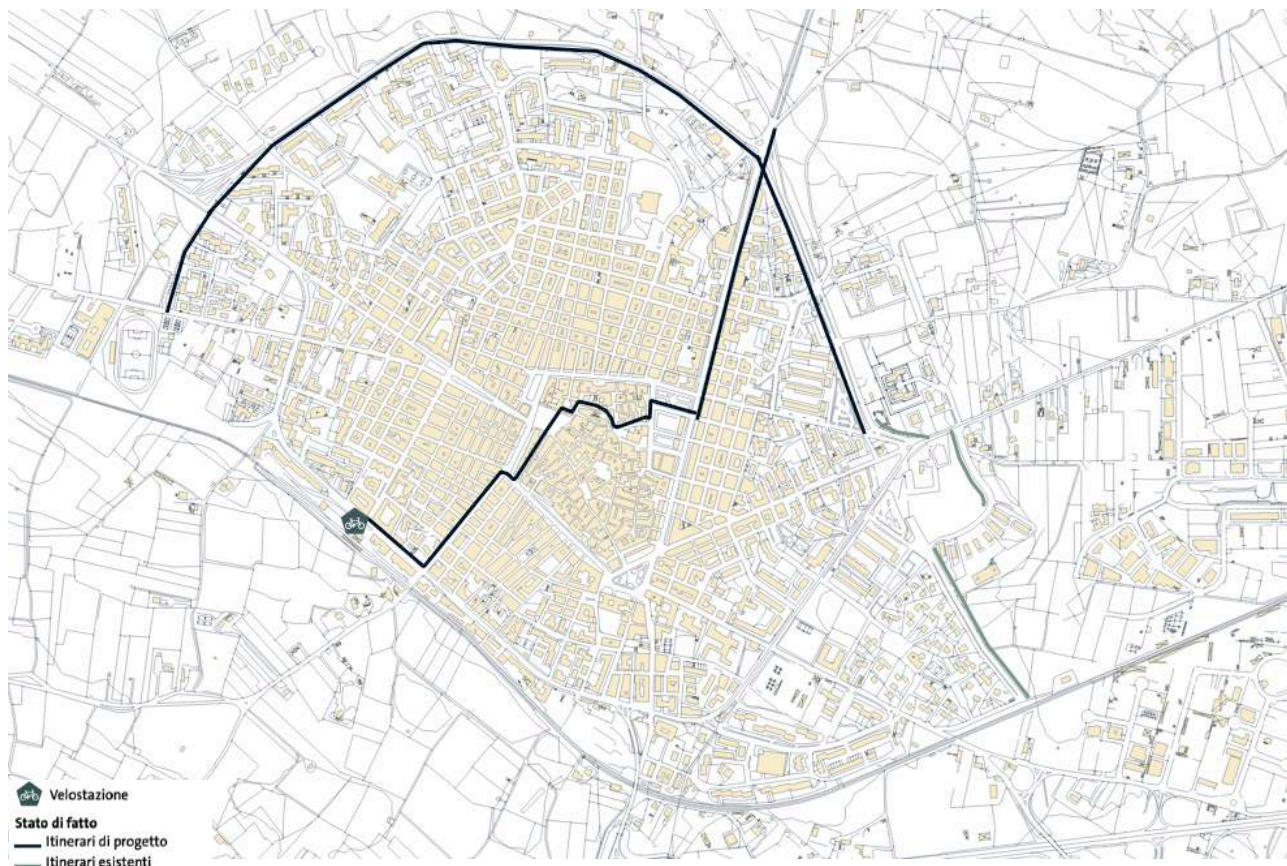 Velostazione
Stato di fatto
Itinerari di progetto
Itinerari esistenti